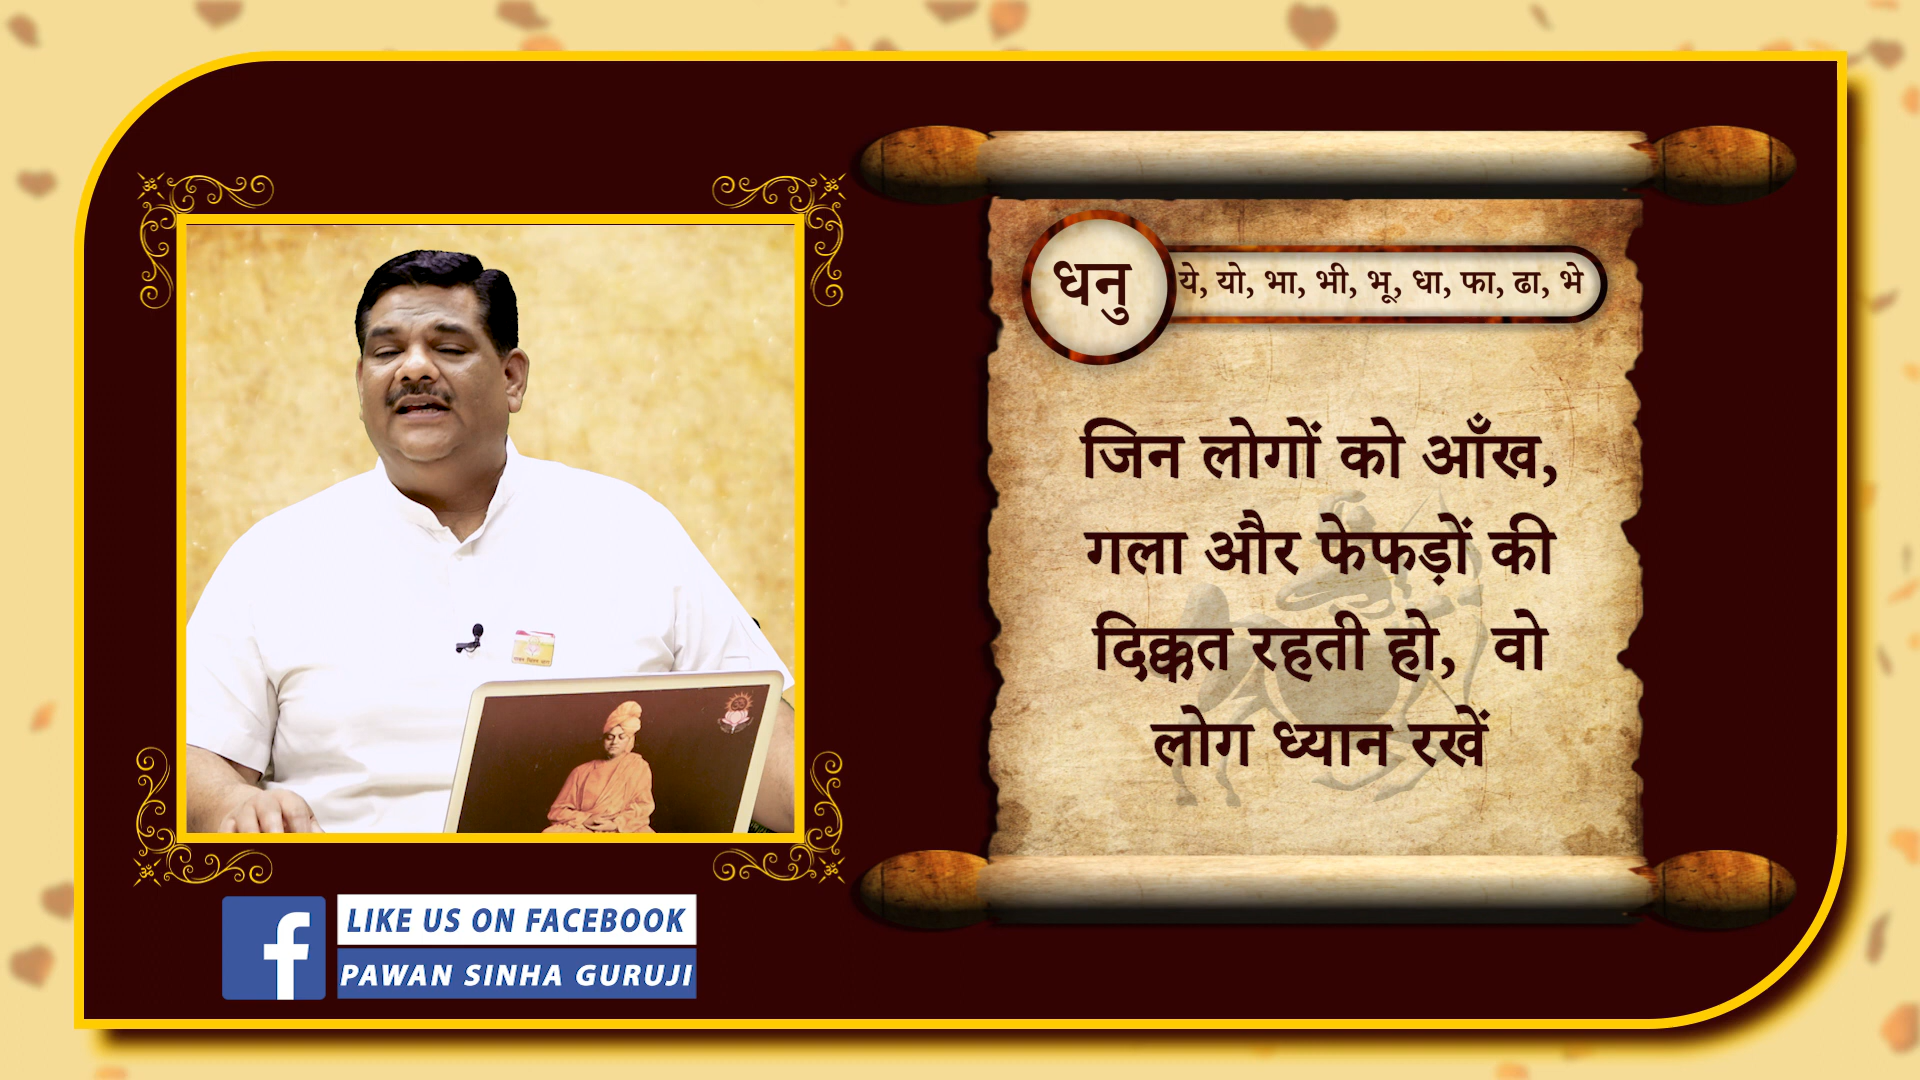 धनु
ये, यो, भा, भी, भू, धा, फा, ढा, भे
जिन लोगों को आँख,
गला और फेफड़ों की
दिक्कत रहती हो, वो
लोग ध्यान रखें
LIKE US ON FACEBOOK
PAWAN SINHA GURUJI